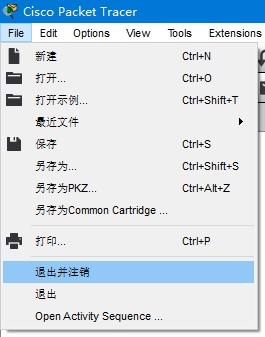 Cisco Packet Tracer
File Edit Options View Tools Extensions
新建 Ctrl+N
打开... Ctrl+O
打开示例... Ctrl+Shift+T
最近文件
保存 Ctrl+S
另存为... Ctrl+Shift+S
另存为PKZ... Ctrl+Alt+Z
另存为Common Cartridge ...
打印... Ctrl+P
退出并注销
退出
Open Activity Sequence ...